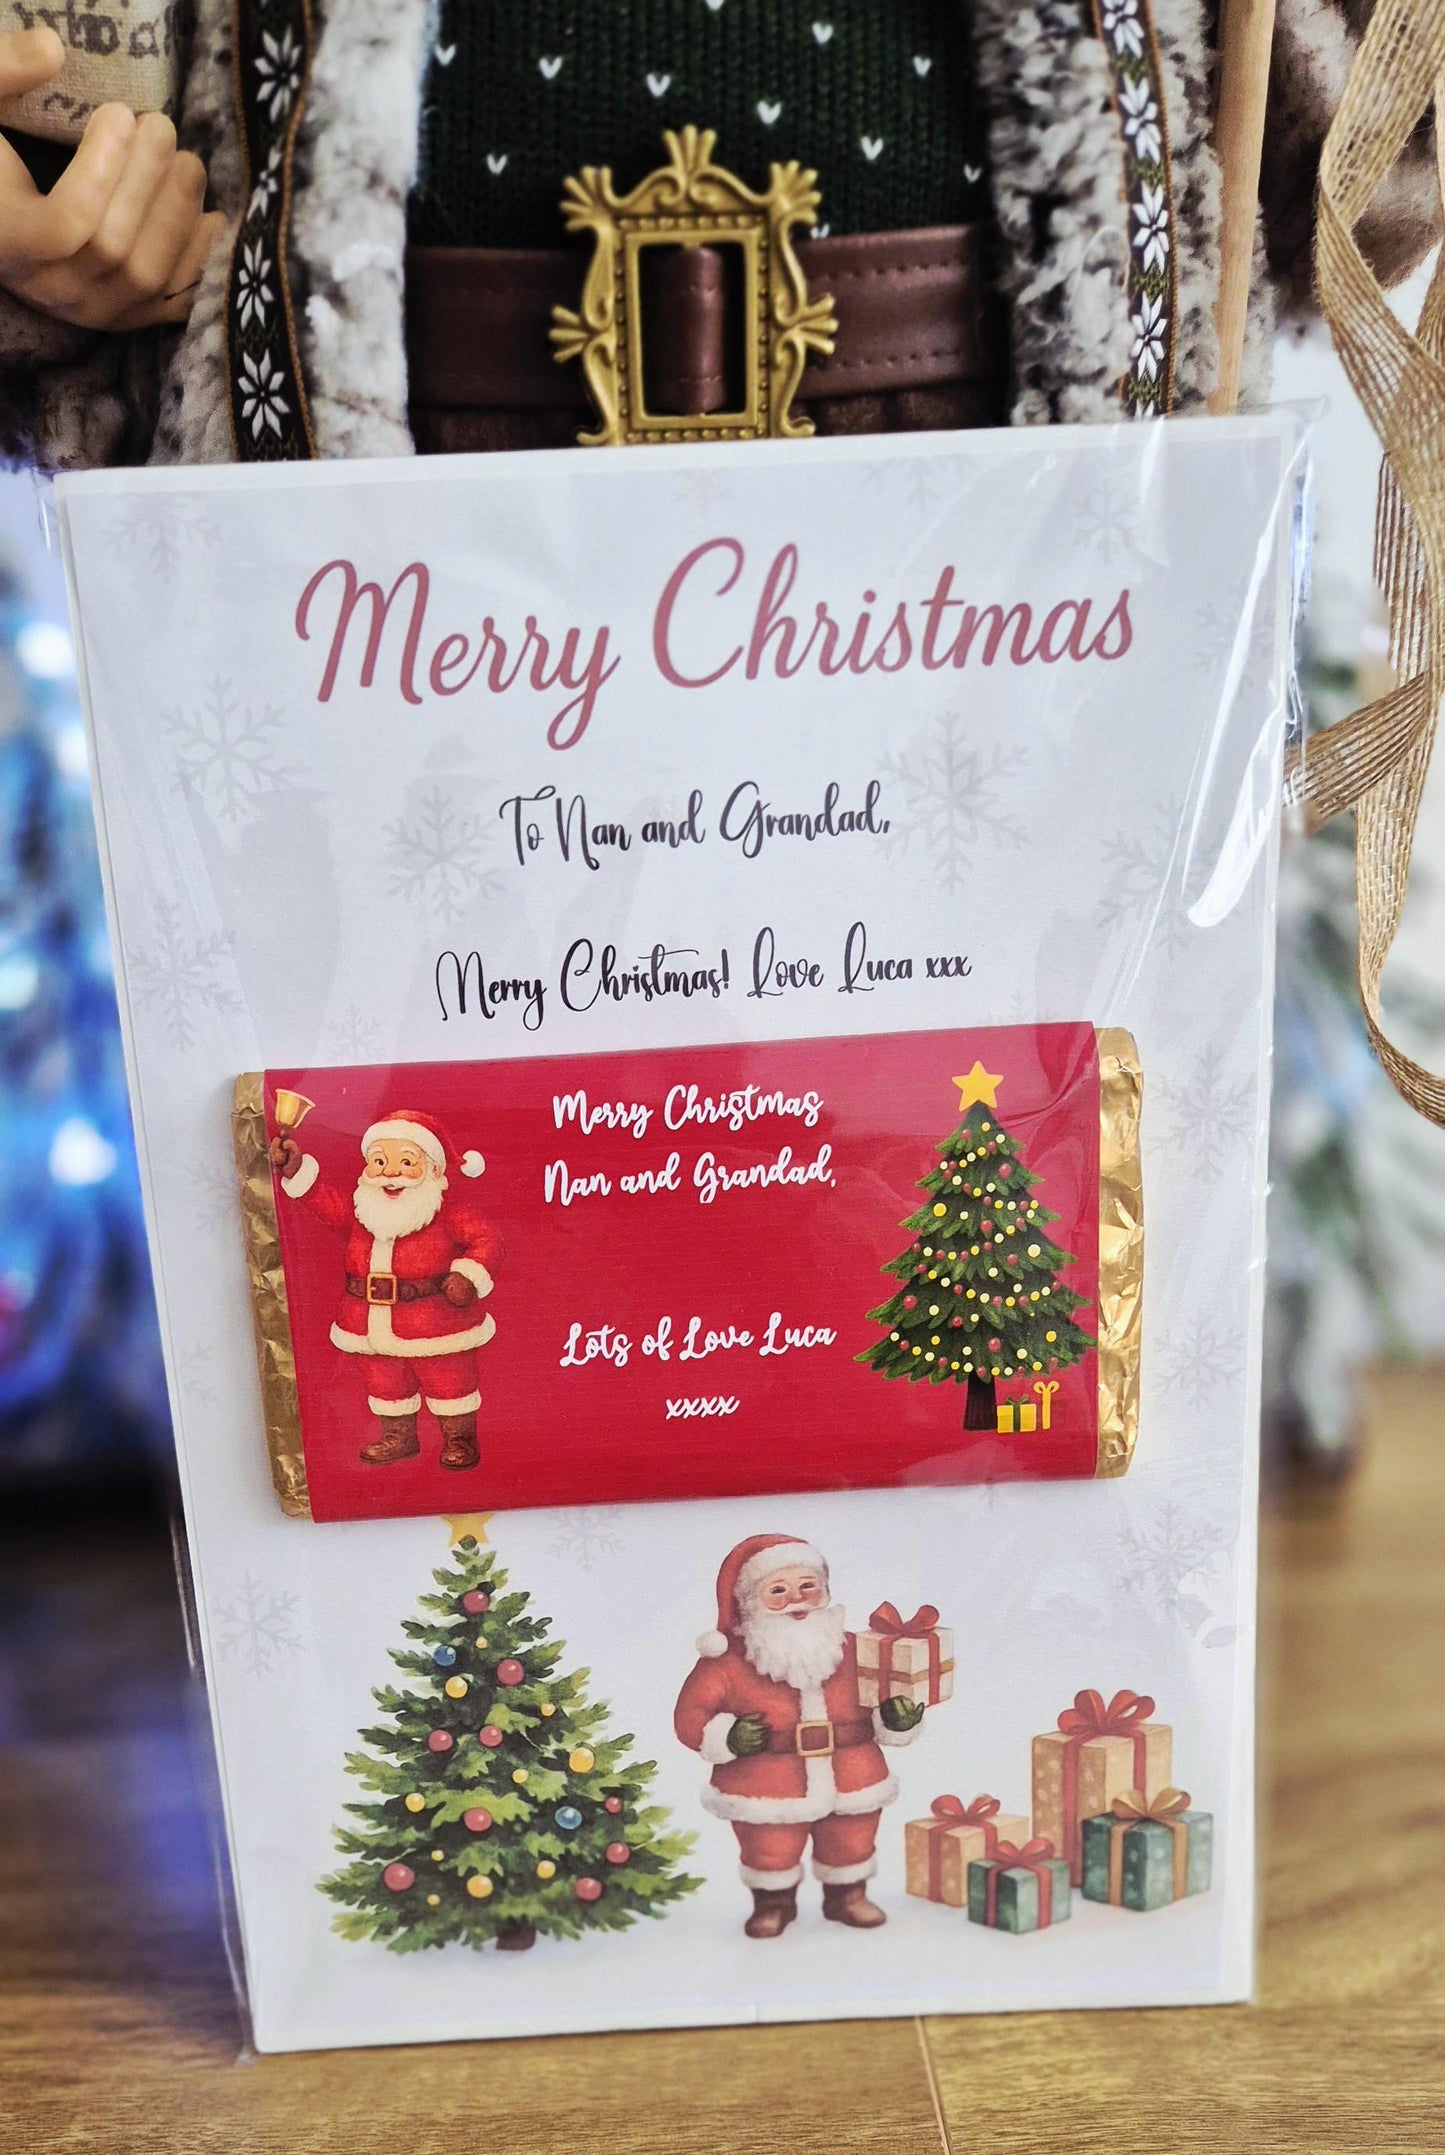 Merry Christmas
To Nan and Grandad,
Merry Christmas! Love Luca xxx
Merry Christmas
Nan and Grandad,
Lots of Love Luca
xxxx